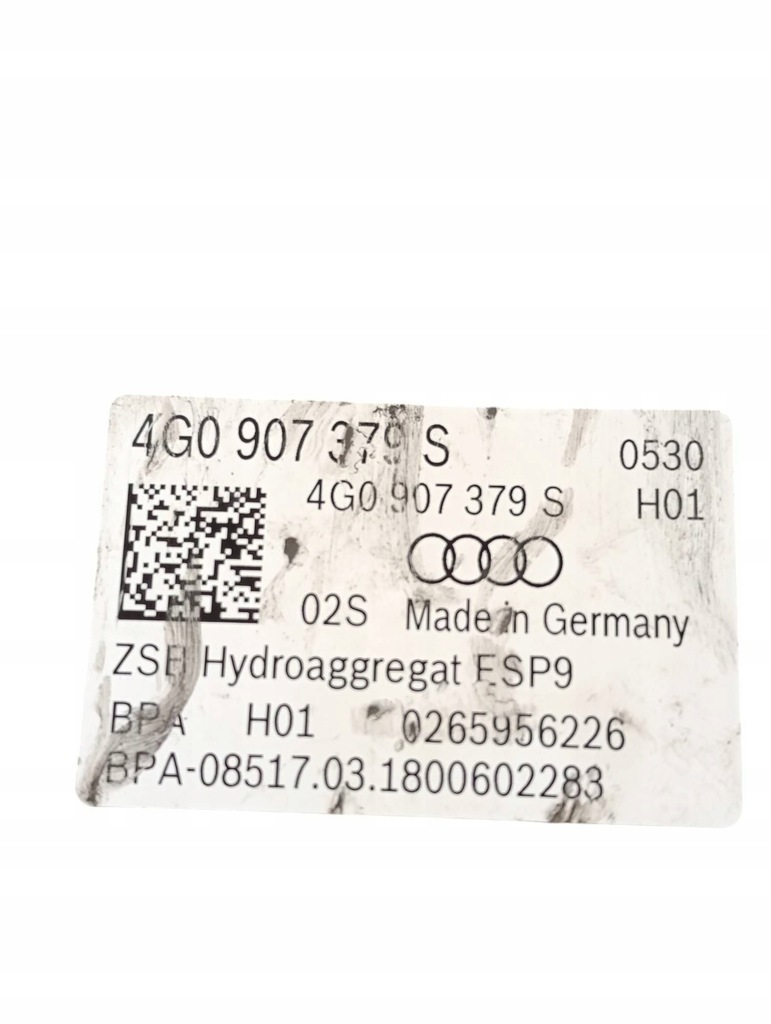 4G0 907 379 S
0530
4G0 907 379 S
H01
02S Made in Germany
ZSB Hydroaggregat ESP9
BPA H01 0265956226
BPA-08517.03.1800602283